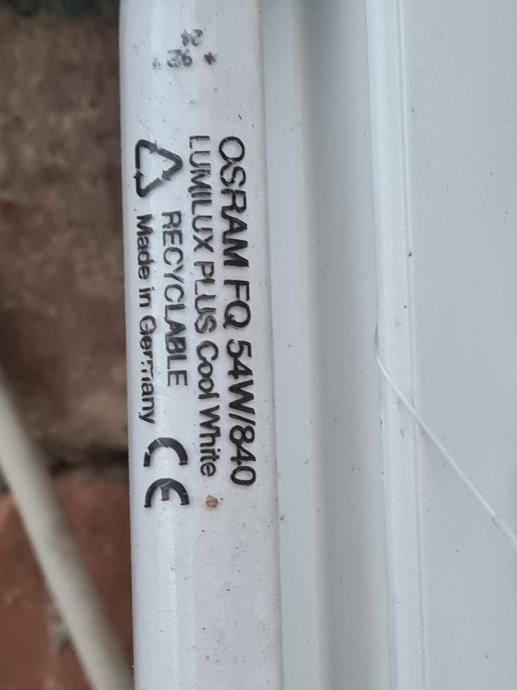 OSRAM FQ 54W/840
LUMILUX PLUS Cool White
RECYCLABLE
Made in Germany
CE